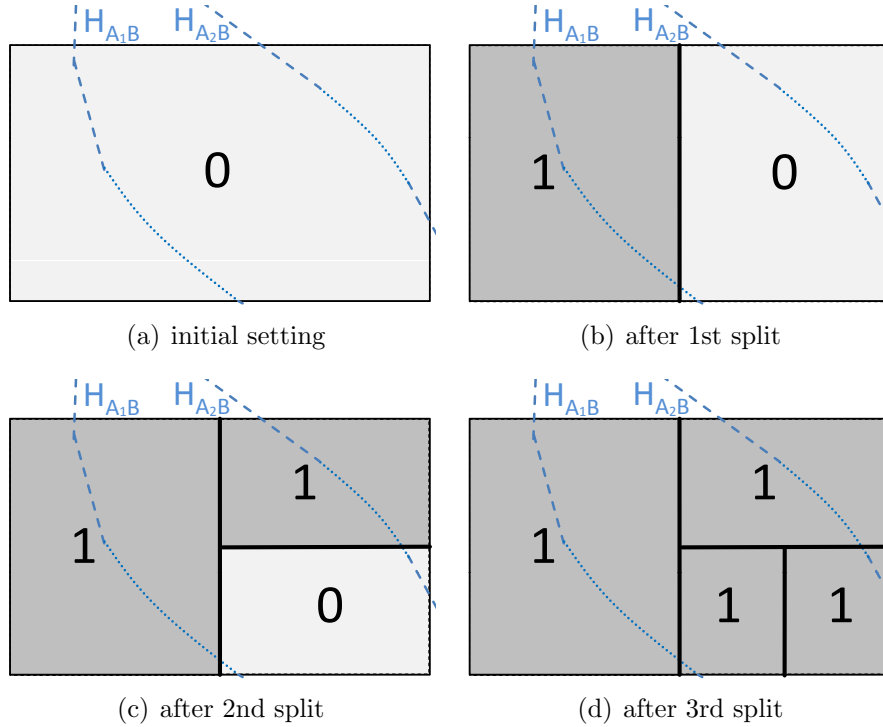 H_A₁B H_A₂B H_A₁B H_A₂B
0 1 0
(a) initial setting (b) after 1st split
H_A₁B H_A₂B H_A₁B H_A₂B
1 1 0 1 1 1 1
(c) after 2nd split (d) after 3rd split